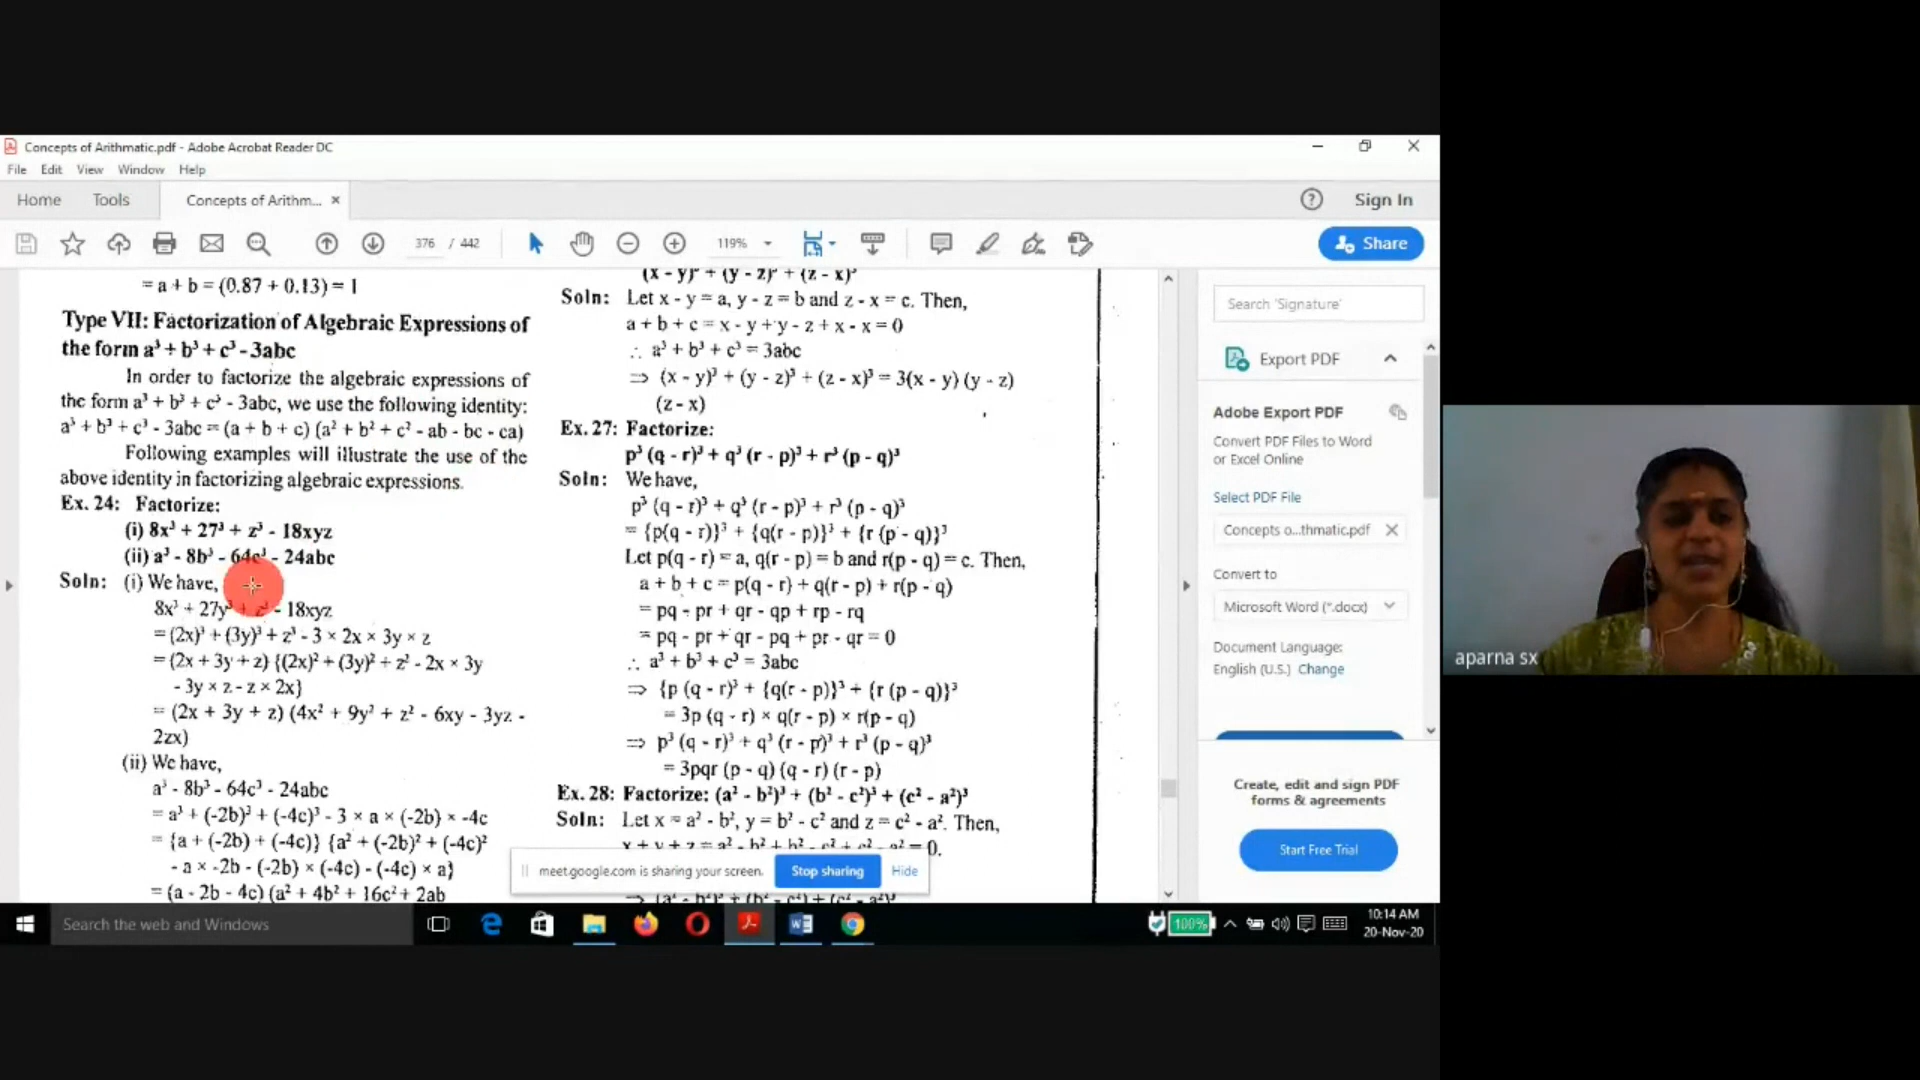 Concepts of Arithmatic.pdf - Adobe Acrobat Reader DC
File Edit View Window Help
Home Tools Concepts of Arithm... × Sign In
376 / 442 119% Share
= a + b = (0.87 + 0.13) = 1
Type VII: Factorization of Algebraic Expressions of
the form a³ + b³ + c³ - 3abc
In order to factorize the algebraic expressions of
the form a³ + b³ + c³ - 3abc, we use the following identity:
a³ + b³ + c³ - 3abc = (a + b + c) (a² + b² + c² - ab - bc - ca)
Following examples will illustrate the use of the
above identity in factorizing algebraic expressions.
Ex. 24: Factorize:
(i) 8x³ + 27³ + z³ - 18xyz
(ii) a³ - 8b³ - 64c³ - 24abc
Soln: (i) We have,
8x³ + 27y³ + z³ - 18xyz
= (2x)³ + (3y)³ + z³ - 3 × 2x × 3y × z
= (2x + 3y + z) {(2x)² + (3y)² + z² - 2x × 3y
- 3y × z - z × 2x}
= (2x + 3y + z) (4x² + 9y² + z² - 6xy - 3yz -
2zx)
(ii) We have,
a³ - 8b³ - 64c³ - 24abc
= a³ + (-2b)³ + (-4c)³ - 3 × a × (-2b) × -4c
= {a + (-2b) + (-4c)} {a² + (-2b)² + (-4c)²
- a × -2b - (-2b) × (-4c) - (-4c) × a}
= (a - 2b - 4c) (a² + 4b² + 16c² + 2ab
(x - y)³ + (y - z)³ + (z - x)³
Soln: Let x - y = a, y - z = b and z - x = c. Then,
a + b + c = x - y + y - z + x - x = 0
∴ a³ + b³ + c³ = 3abc
⇒ (x - y)³ + (y - z)³ + (z - x)³ = 3(x - y) (y - z)
(z - x)
Ex. 27: Factorize:
p³ (q - r)³ + q³ (r - p)³ + r³ (p - q)³
Soln: We have,
p³ (q - r)³ + q³ (r - p)³ + r³ (p - q)³
= {p(q - r)}³ + {q(r - p)}³ + {r (p - q)}³
Let p(q - r) = a, q(r - p) = b and r(p - q) = c. Then,
a + b + c = p(q - r) + q(r - p) + r(p - q)
= pq - pr + qr - qp + rp - rq
= pq - pr + qr - pq + pr - qr = 0
∴ a³ + b³ + c³ = 3abc
⇒ {p (q - r)³ + {q(r - p)}³ + {r (p - q)}³
= 3p (q - r) × q(r - p) × r(p - q)
⇒ p³ (q - r)³ + q³ (r - p)³ + r³ (p - q)³
= 3pqr (p - q) (q - r) (r - p)
Ex. 28: Factorize: (a² - b²)³ + (b² - c²)³ + (c² - a²)³
Soln: Let x = a² - b², y = b² - c² and z = c² - a². Then,
x + y + z = a² - b² + b² - c² + c² - a² = 0.
meet.google.com is sharing your screen. Stop sharing Hide
Search 'Signature'
Export PDF
Adobe Export PDF
Convert PDF Files to Word
or Excel Online
Select PDF File
Concepts o...thmatic.pdf ×
Convert to
Microsoft Word (*.docx)
Document Language:
English (U.S.) Change
Create, edit and sign PDF
forms & agreements
Start Free Trial
Search the web and Windows
100%
10:14 AM
20-Nov-20
aparna sx